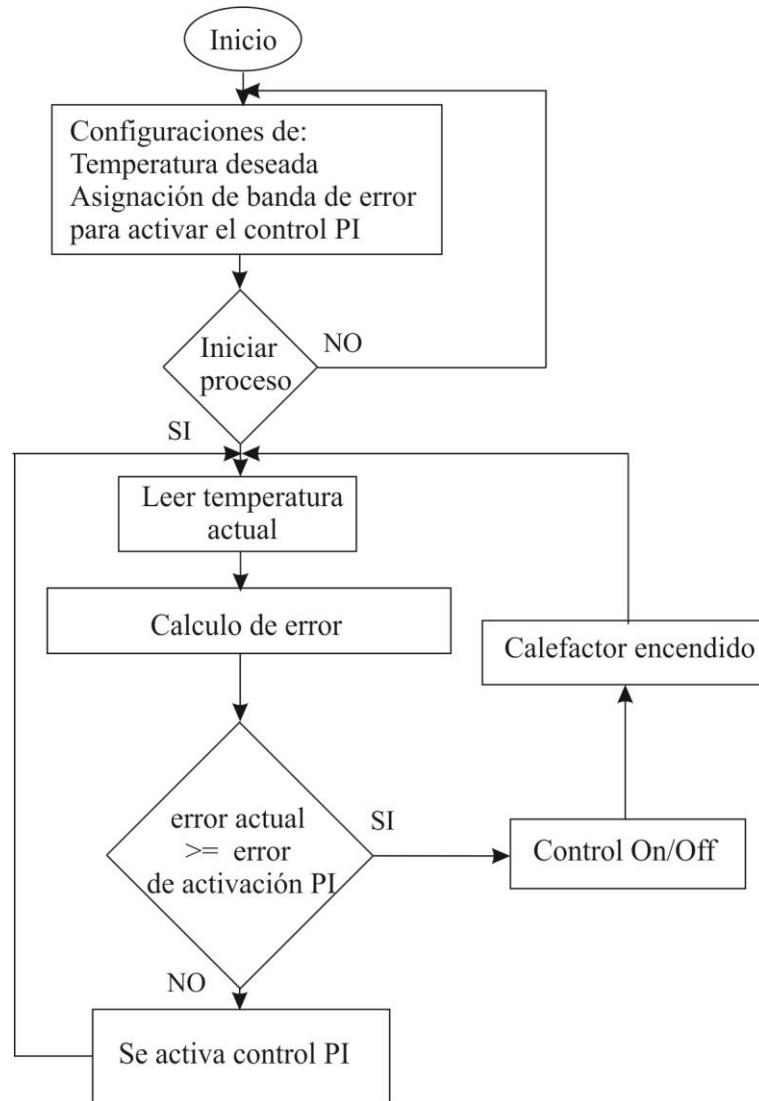 Inicio
Configuraciones de:
Temperatura deseada
Asignación de banda de error
para activar el control PI
Iniciar
proceso
NO
SI
Leer temperatura
actual
Calculo de error
Calefactor encendido
error actual
>= error
de activación PI
SI
Control On/Off
NO
Se activa control PI